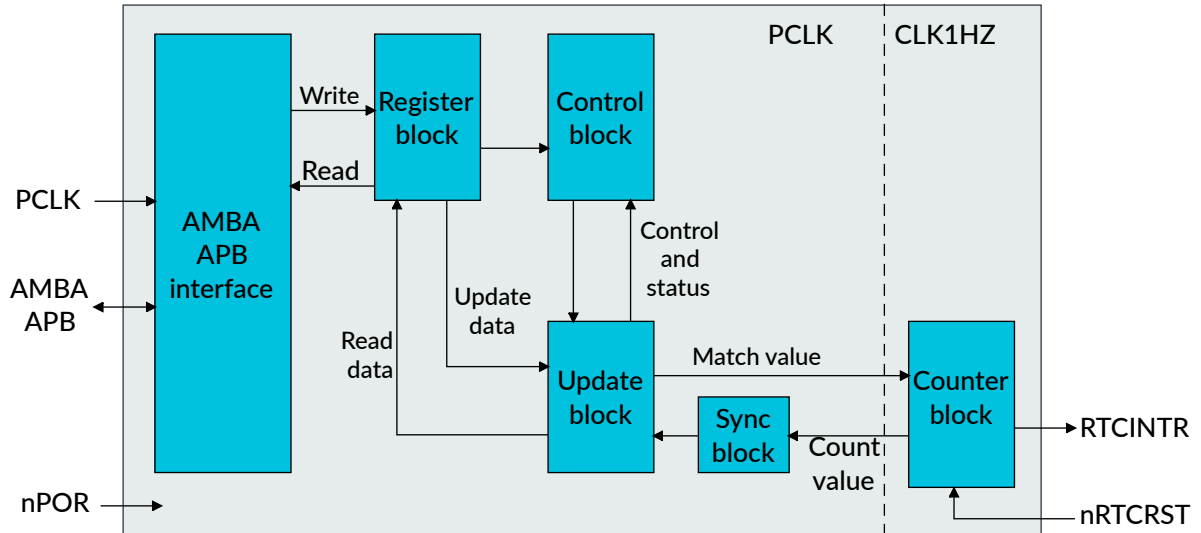 PCLK
CLK1HZ
Write
Register
block
Control
block
Read
PCLK
AMBA
APB
interface
Control
and
status
AMBA
APB
Update
data
Read
data
Match value
Update
block
Counter
block
Sync
block
Count
value
RTCINTR
nPOR
nRTCRST